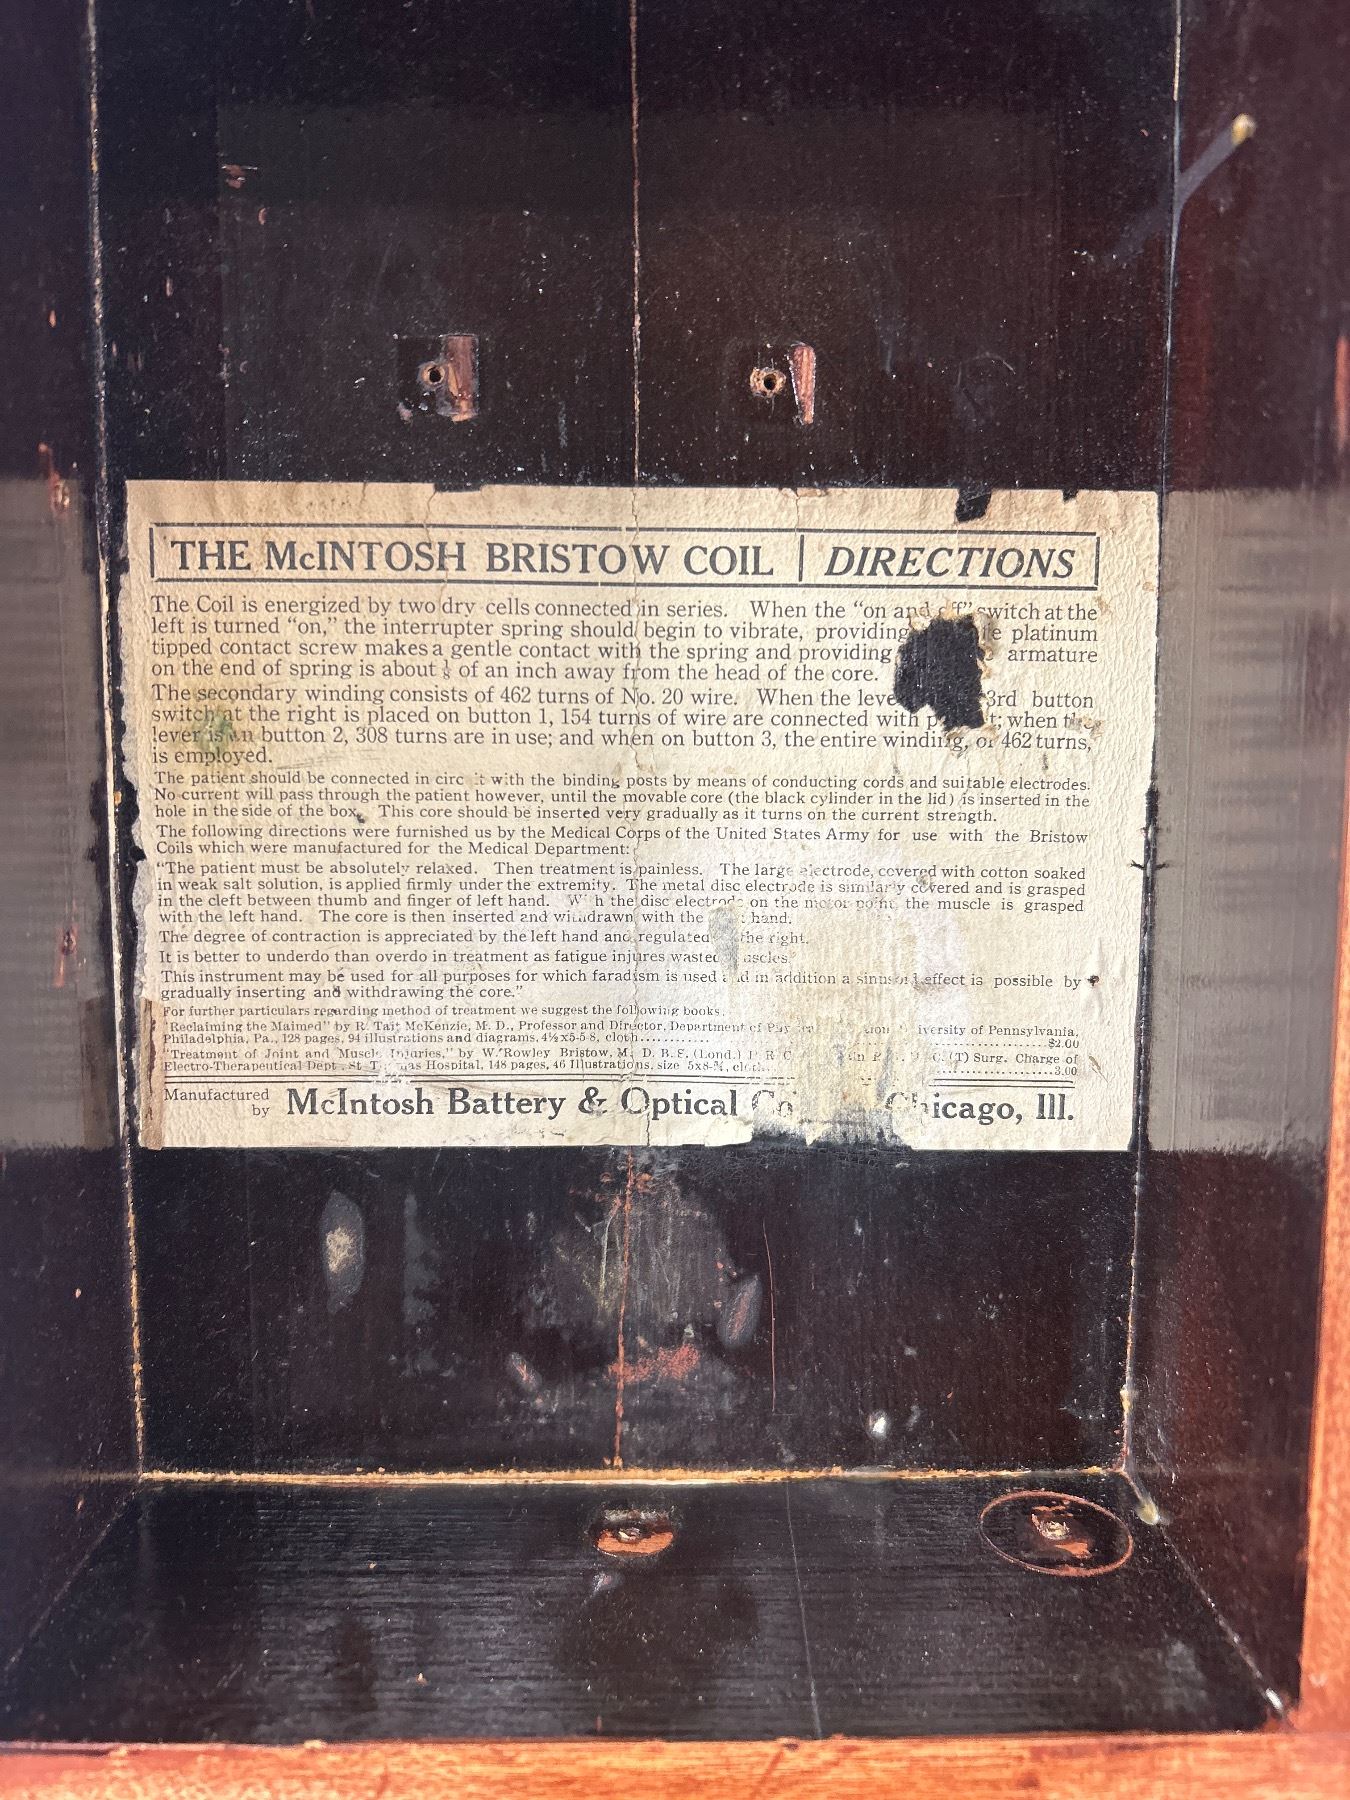 THE McINTOSH BRISTOW COIL DIRECTIONS
The Coil is energized by two dry cells connected in series. When the "on and off" switch at the
left is turned "on," the interrupter spring should begin to vibrate, providing platinum
tipped contact screw makes a gentle contact with the spring and providing armature
on the end of spring is about ⅛ of an inch away from the head of the core.
The secondary winding consists of 462 turns of No. 20 wire. When the 3rd button
switch at the right is placed on button 1, 154 turns of wire are connected with when the
lever is on button 2, 308 turns are in use; and when on button 3, the entire winding, or 462 turns,
is employed.
The patient should be connected in with the binding posts by means of conducting cords and suitable electrodes.
No current will pass through the patient however, until the movable core (the black cylinder in the lid) is inserted in the
hole in the side of the box. This core should be inserted very gradually as it turns on the current strength.
The following directions were furnished us by the Medical Corps of the United States Army for use with the Bristow
Coils which were manufactured for the Medical Department:
"The patient must be absolutely relaxed. Then treatment is painless. The large electrode, covered with cotton soaked
in weak salt solution, is applied firmly under the extremity. The metal disc electrode is similarly covered and is grasped
in the cleft between thumb and finger of left hand. the disc electrode on the motor point the muscle is grasped
with the left hand. The core is then inserted and withdrawn with the hand.
The degree of contraction is appreciated by the left hand and regulated the right.
It is better to underdo than overdo in treatment as fatigue injures wasted
This instrument may be used for all purposes for which faradism is used in addition a effect is possible by
gradually inserting and withdrawing the core."
For further particulars regarding method of treatment we suggest the following books.
"Reclaiming the Maimed" by R. Tait McKenzie, M. D., Professor and Director, Department of University of Pennsylvania,
Philadelphia, Pa., 128 pages, 94 illustrations and diagrams, 4½x5-5-8, cloth............ $2.00
"Treatment of Joint and Muscle Injuries," by W. Rowley Bristow, M. D. B.F. (Lond.) (T) Surg. Charge of
Electro-Therapeutical Dept., St. Hospital, 148 pages, 46 Illustrations, size 5x8-¾, ............3.00
Manufactured
by McIntosh Battery & Optical Chicago, Ill.